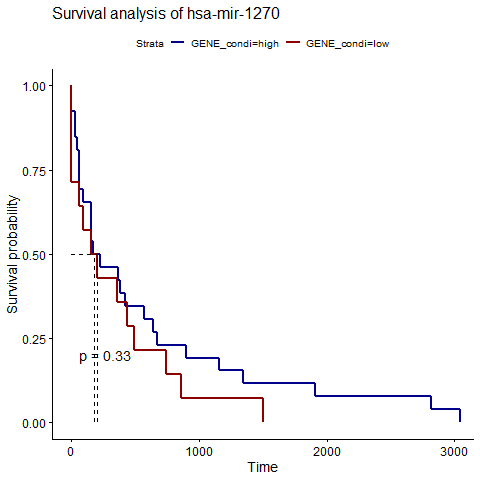 Survival analysis of hsa-mir-1270
Strata GENE_condi=high GENE_condi=low
Survival probability
1.00
0.75
0.50
0.25
0.00
p = 0.33
0 1000 2000 3000
Time